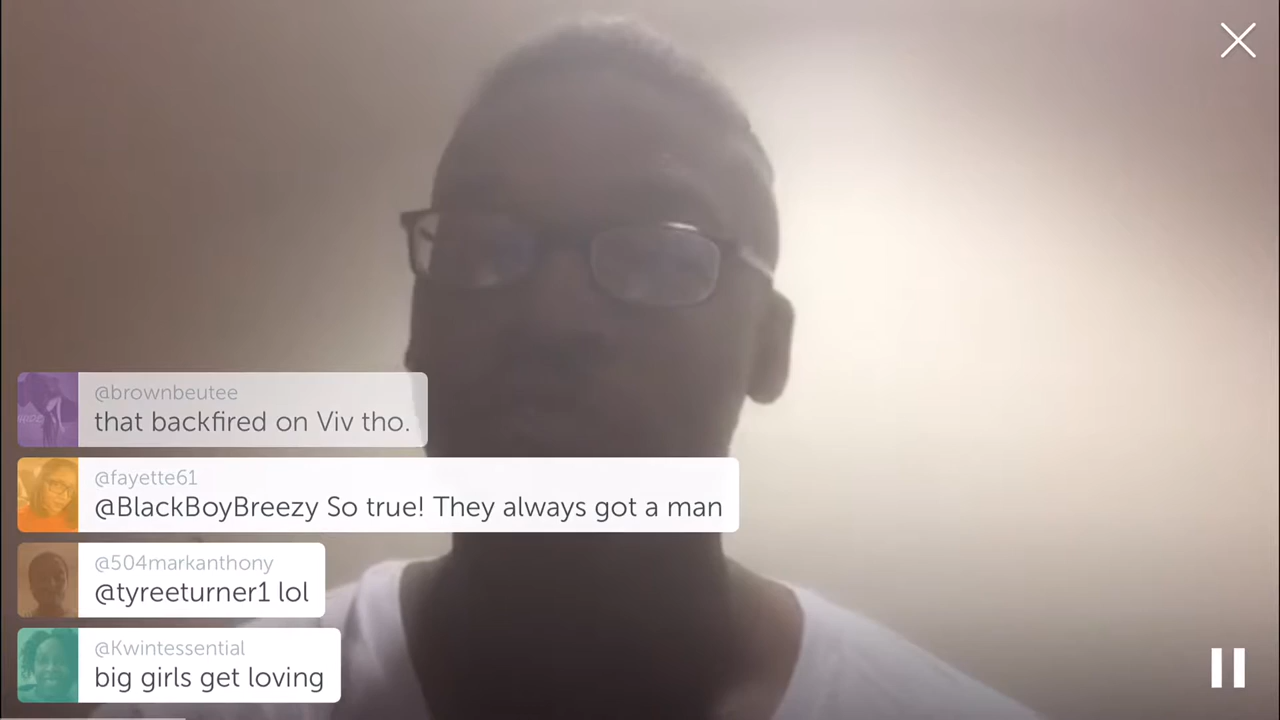 @brownbeutee
that backfired on Viv tho.
@fayette61
@BlackBoyBreezy So true! They always got a man
@504markanthony
@tyreeturner1 lol
@Kwintessential
big girls get loving